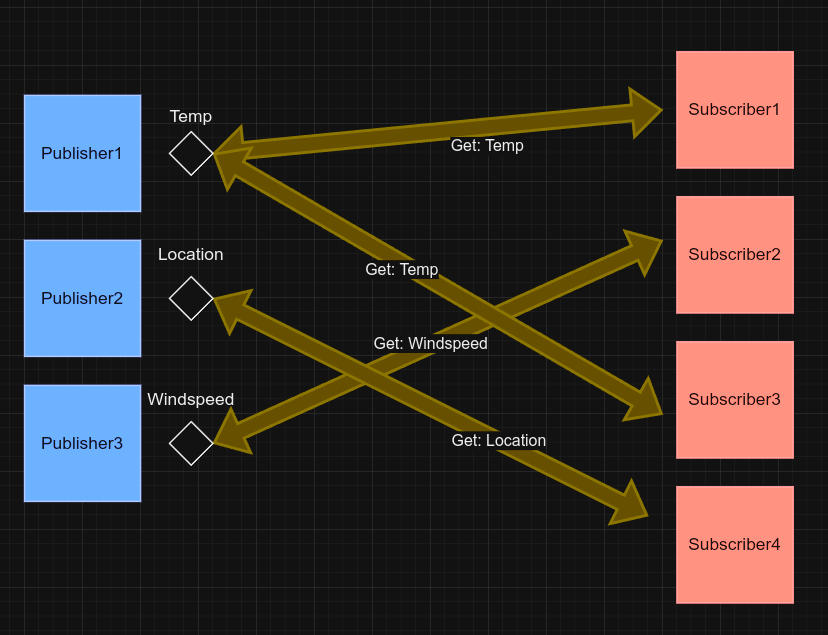 Publisher1
Temp
Get: Temp
Subscriber1
Publisher2
Location
Get: Temp
Subscriber2
Publisher3
Windspeed
Get: Windspeed
Subscriber3
Get: Location
Subscriber4